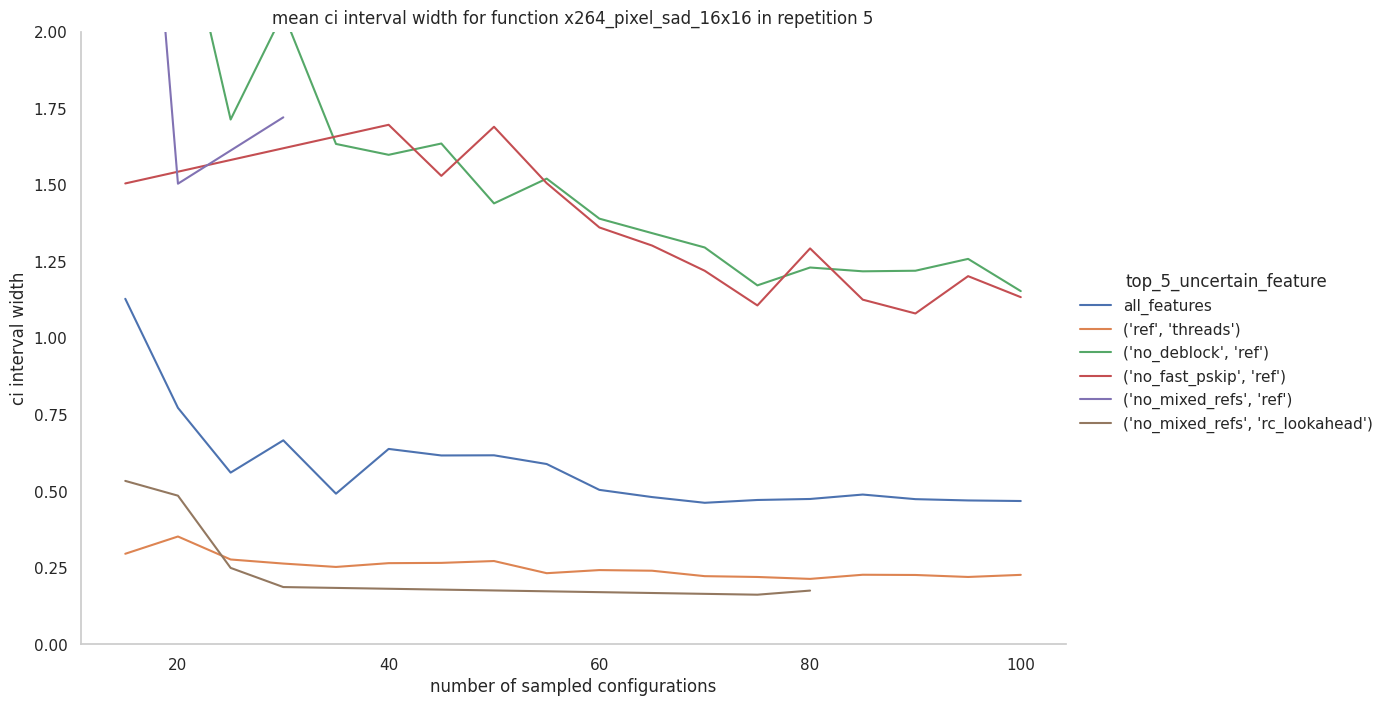 mean ci interval width for function x264_pixel_sad_16x16 in repetition 5
2.00
1.75
1.50
1.25
1.00
0.75
0.50
0.25
0.00
ci interval width
20
40
60
80
100
number of sampled configurations
top_5_uncertain_feature
all_features
('ref', 'threads')
('no_deblock', 'ref')
('no_fast_pskip', 'ref')
('no_mixed_refs', 'ref')
('no_mixed_refs', 'rc_lookahead')